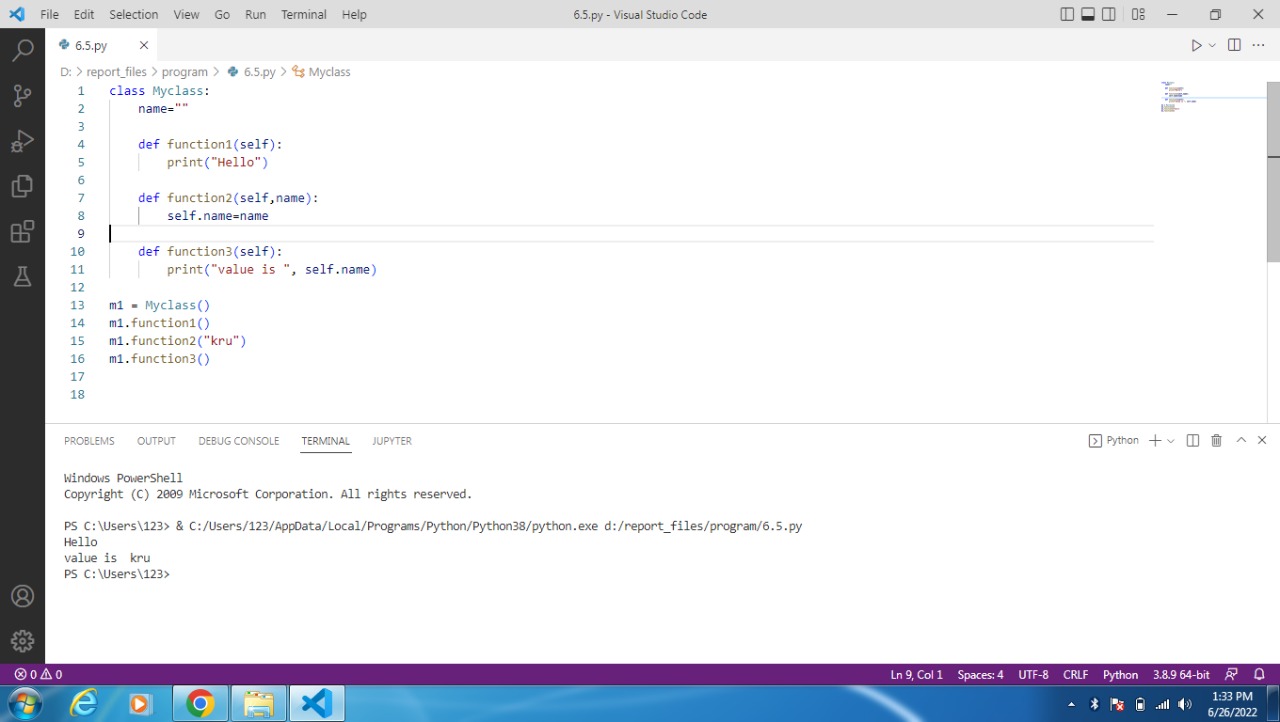 File Edit Selection View Go Run Terminal Help 6.5.py - Visual Studio Code
6.5.py
D: > report_files > program > 6.5.py > Myclass
1 class Myclass:
2     name=""
3
4     def function1(self):
5         print("Hello")
6
7     def function2(self,name):
8         self.name=name
9
10     def function3(self):
11         print("value is ", self.name)
12
13 m1 = Myclass()
14 m1.function1()
15 m1.function2("kru")
16 m1.function3()
17
18
PROBLEMS OUTPUT DEBUG CONSOLE TERMINAL JUPYTER Python
Windows PowerShell
Copyright (C) 2009 Microsoft Corporation. All rights reserved.
PS C:\Users\123> & C:/Users/123/AppData/Local/Programs/Python/Python38/python.exe d:/report_files/program/6.5.py
Hello
value is  kru
PS C:\Users\123>
0 0 Ln 9, Col 1 Spaces: 4 UTF-8 CRLF Python 3.8.9 64-bit
1:33 PM
6/26/2022